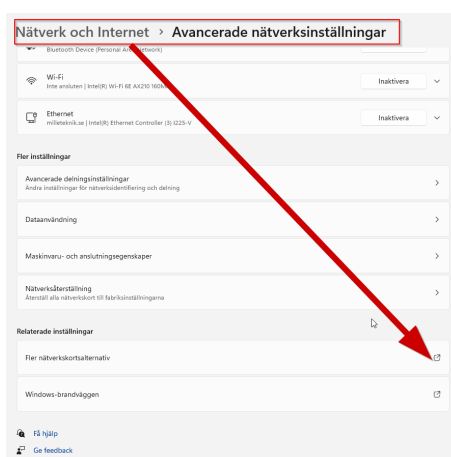 Nätverk och Internet > Avancerade nätverksinställningar
Bluetooth Device (Personal Area Network)
Wi-Fi
Inte ansluten | Intel(R) Wi-Fi 6E AX210 160MHz
Inaktivera
Ethernet
milleteknik.se | Intel(R) Ethernet Controller (3) I225-V
Inaktivera
Fler inställningar
Avancerade delningsinställningar
Ändra inställningar för nätverksidentifiering och delning
Dataanvändning
Maskinvaru- och anslutningsegenskaper
Nätverksåterställning
Återställ alla nätverkskort till fabriksinställningarna
Relaterade inställningar
Fler nätverkskortsalternativ
Windows-brandväggen
Få hjälp
Ge feedback